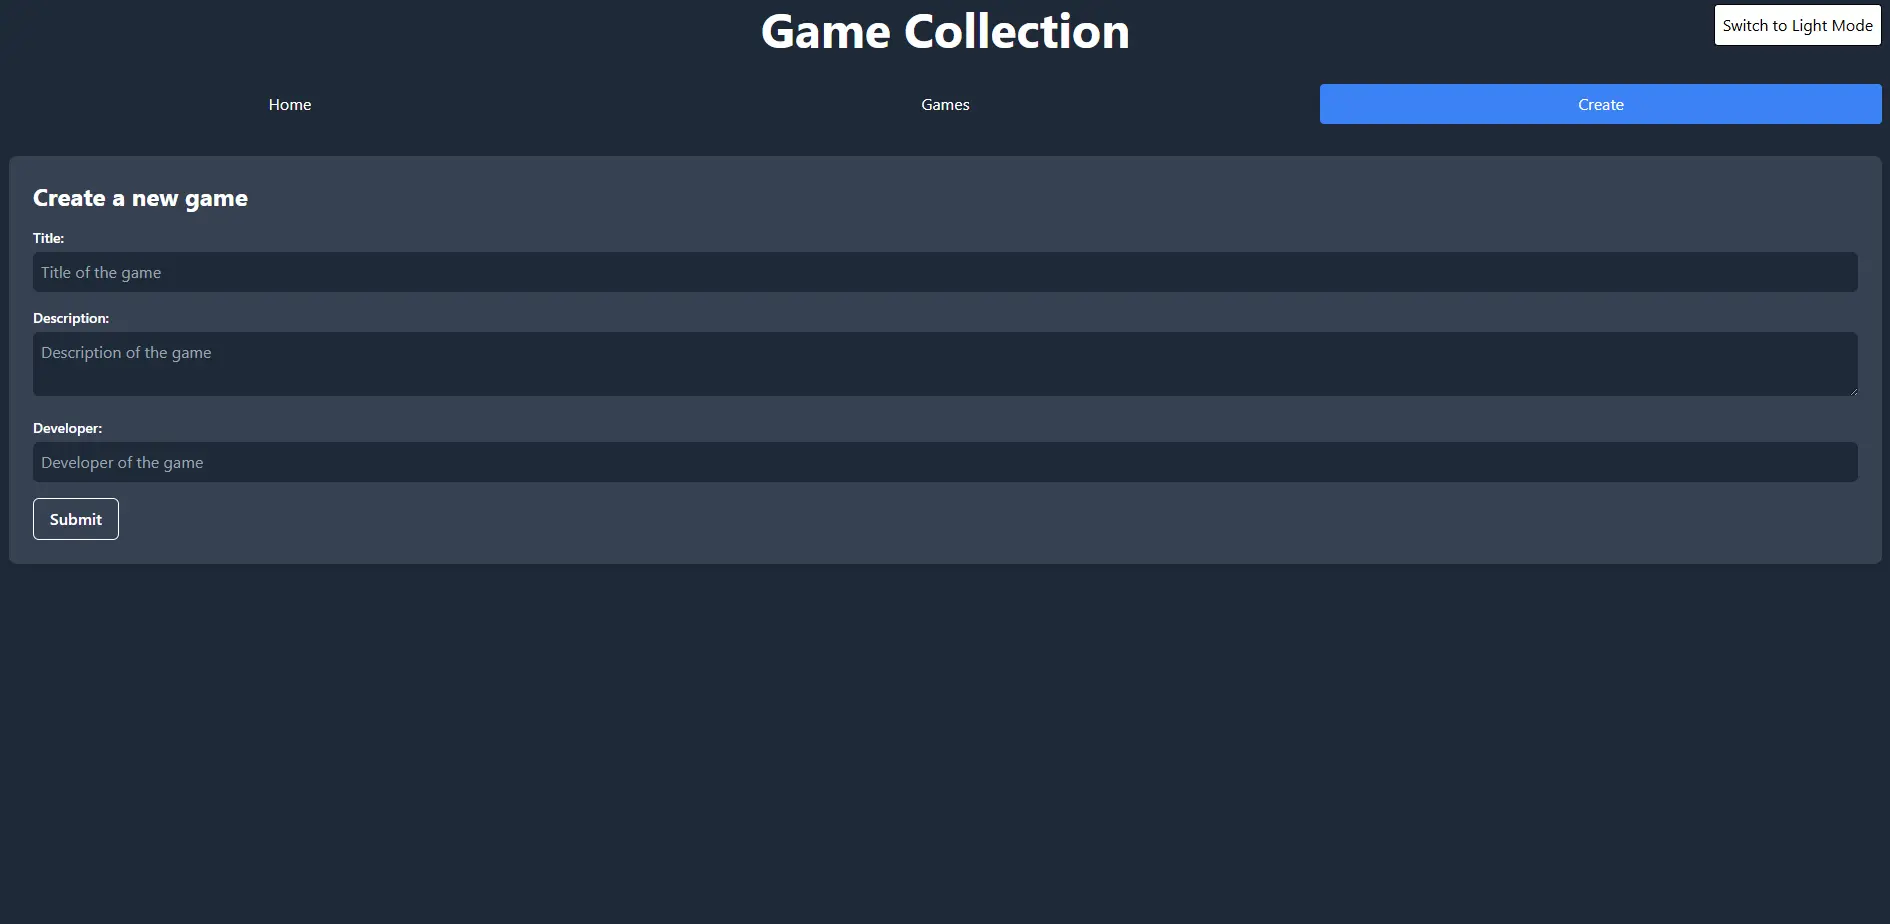 Game Collection
Switch to Light Mode
Home
Games
Create
Create a new game
Title:
Title of the game
Description:
Description of the game
Developer:
Developer of the game
Submit